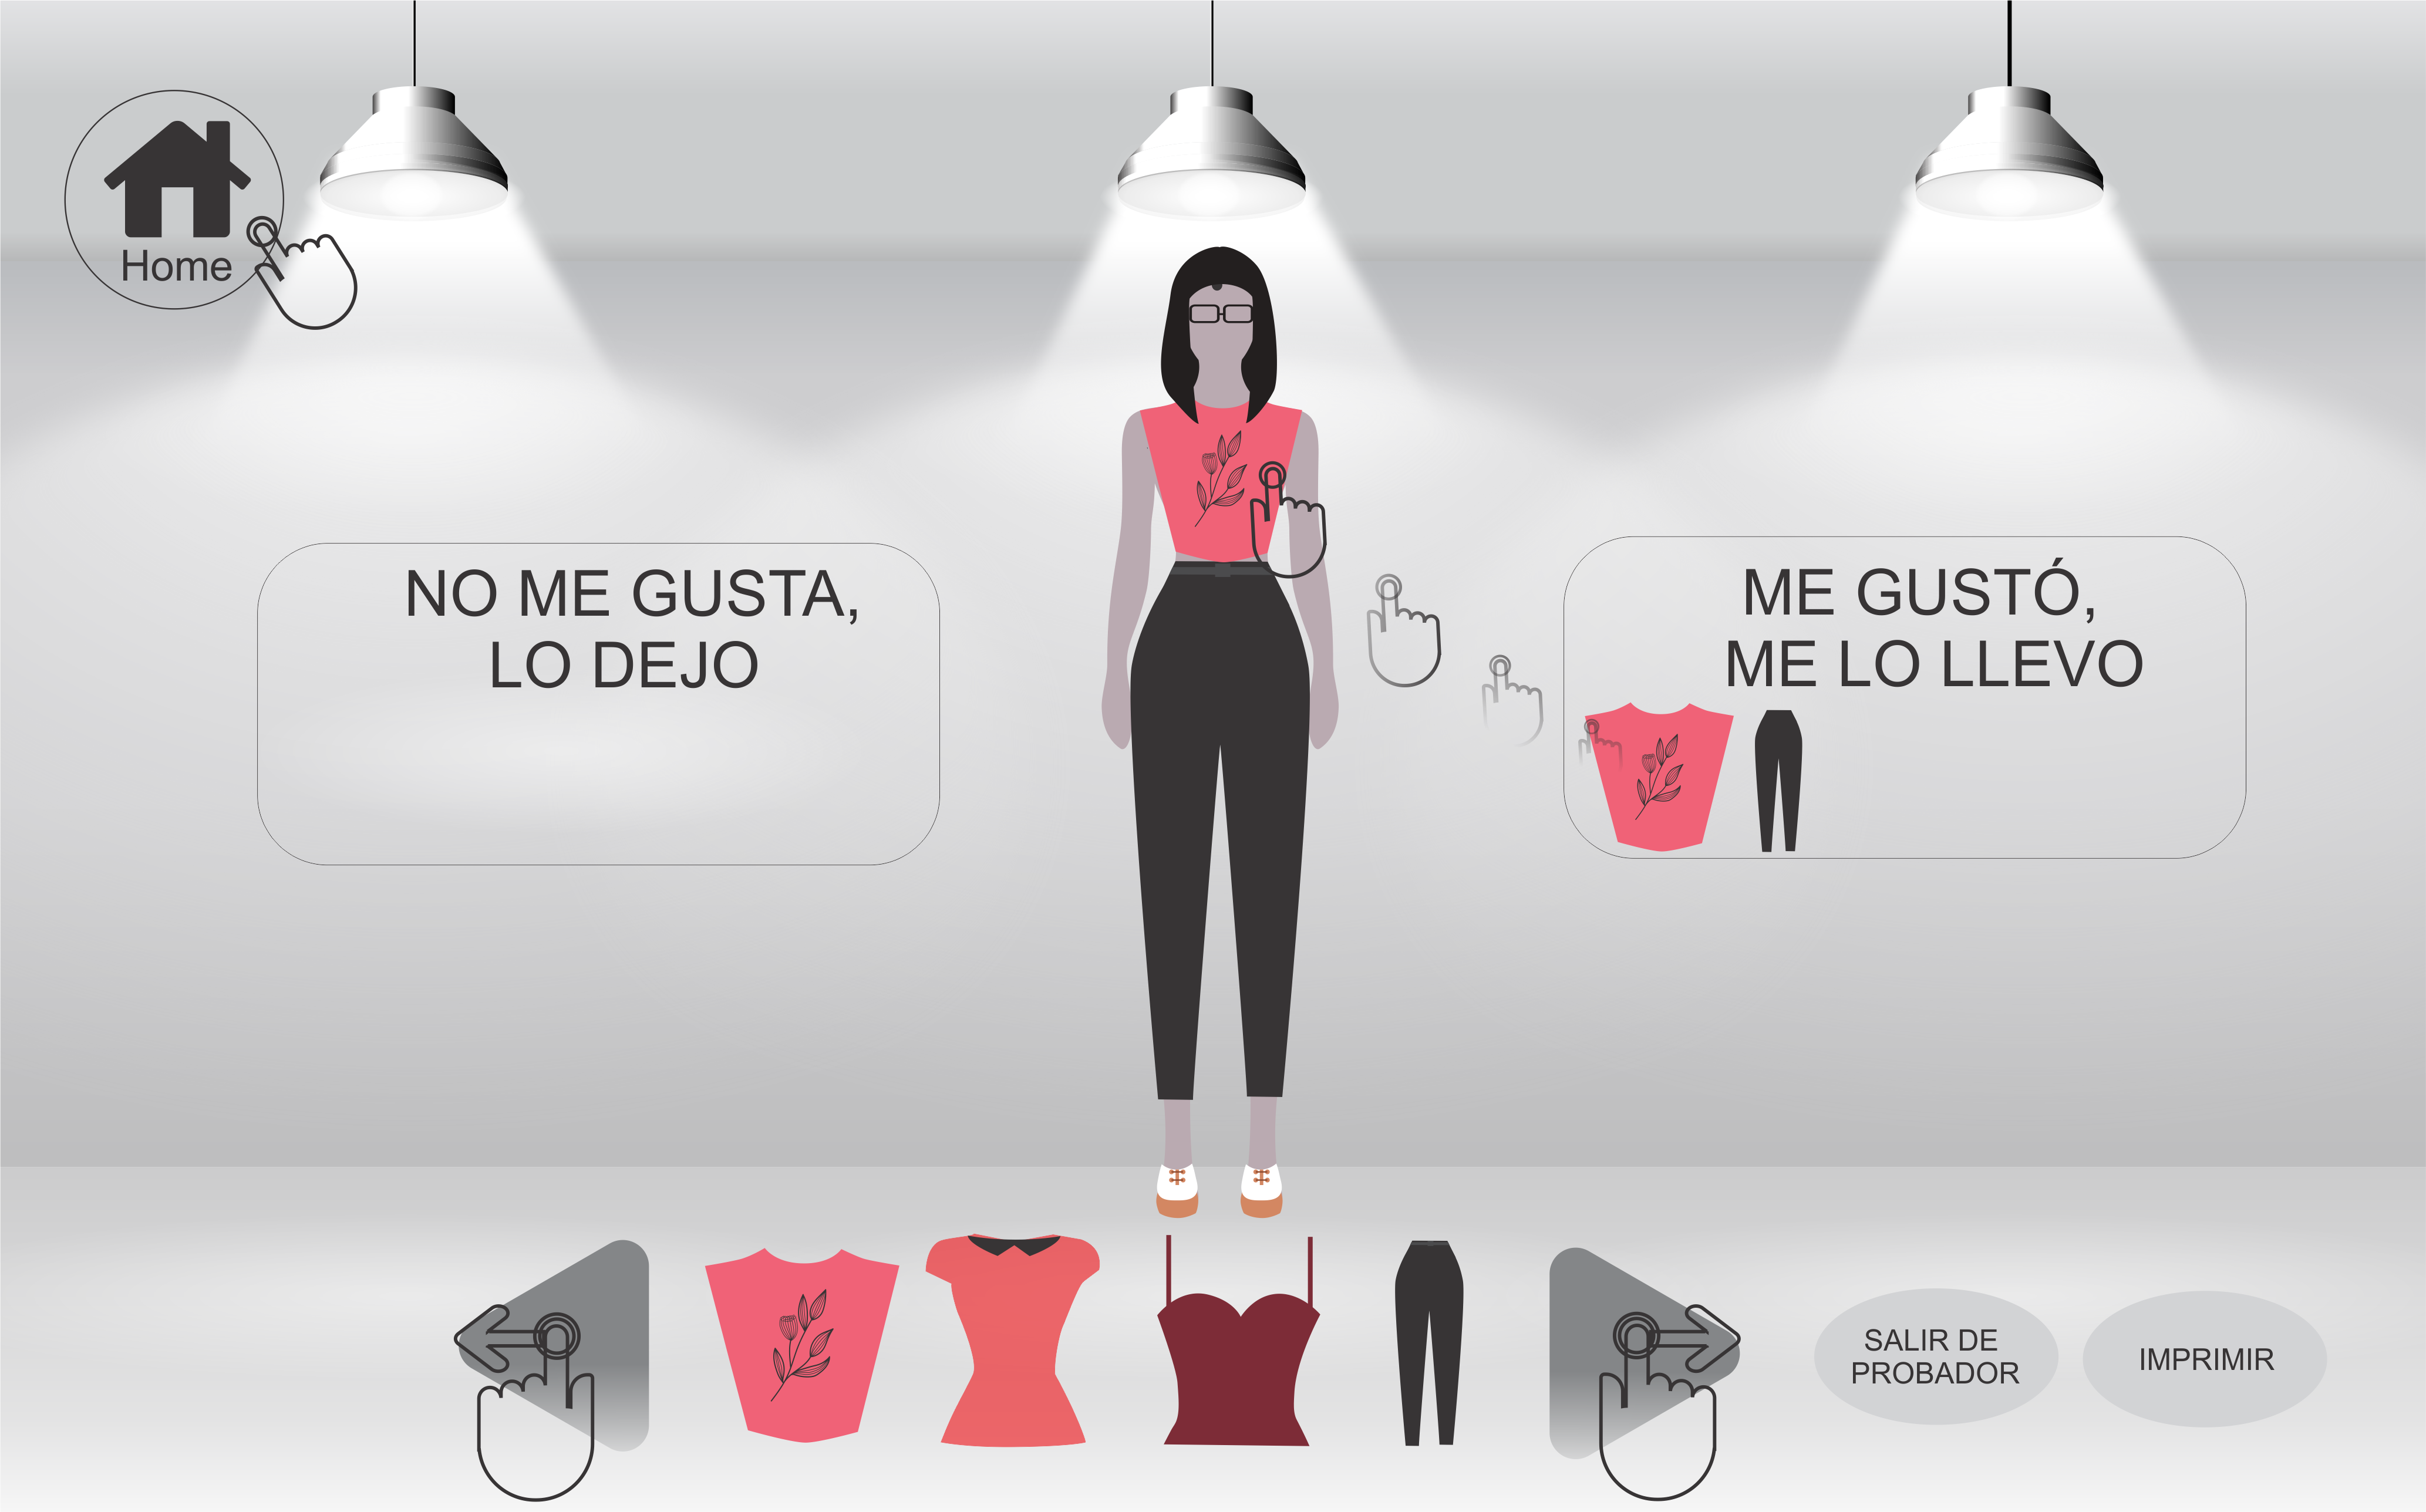 Home
NO ME GUSTA,
LO DEJO
ME GUSTÓ,
ME LO LLEVO
SALIR DE
PROBADOR
IMPRIMIR